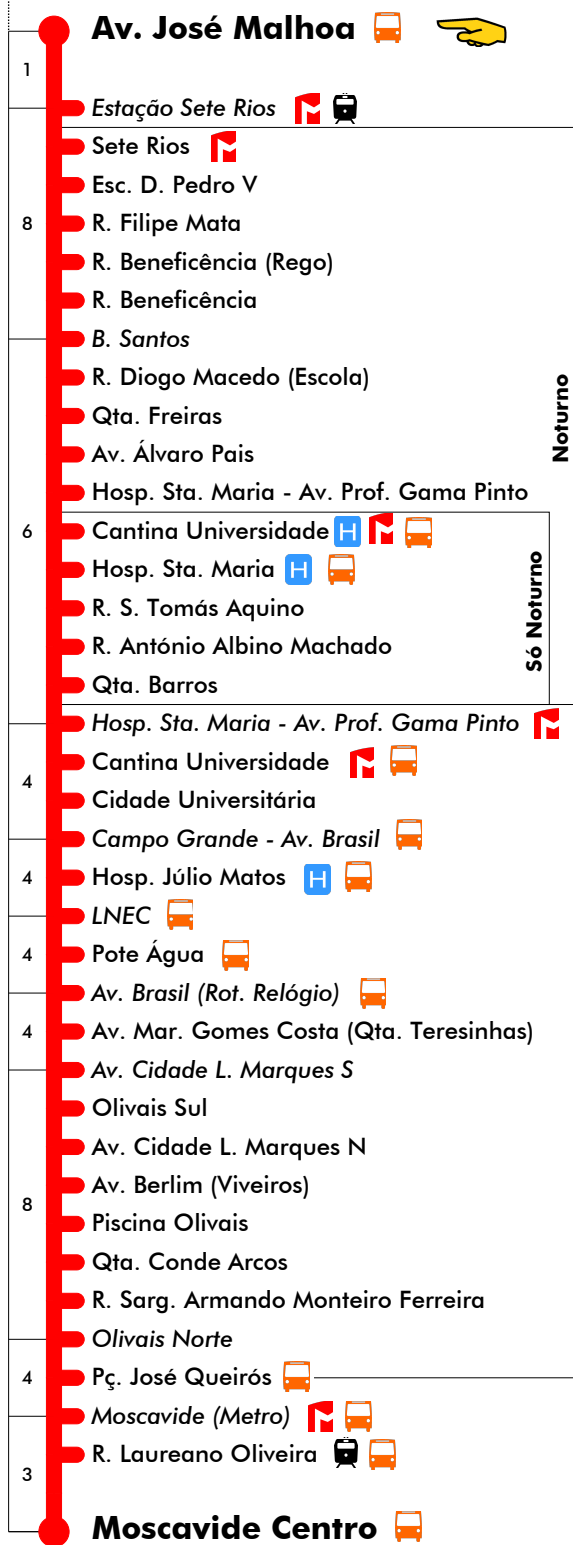 Av. José Malhoa
1
Estação Sete Rios
Sete Rios
Esc. D. Pedro V
8
R. Filipe Mata
R. Beneficência (Rego)
R. Beneficência
B. Santos
R. Diogo Macedo (Escola)
Noturno
Qta. Freiras
Av. Álvaro Pais
Hosp. Sta. Maria - Av. Prof. Gama Pinto
6
Cantina Universidade H
Hosp. Sta. Maria H
Só Noturno
R. S. Tomás Aquino
R. António Albino Machado
Qta. Barros
Hosp. Sta. Maria - Av. Prof. Gama Pinto
Cantina Universidade
4
Cidade Universitária
Campo Grande - Av. Brasil
4
Hosp. Júlio Matos H
LNEC
4
Pote Água
Av. Brasil (Rot. Relógio)
4
Av. Mar. Gomes Costa (Qta. Teresinhas)
Av. Cidade L. Marques S
Olivais Sul
Av. Cidade L. Marques N
Av. Berlim (Viveiros)
8
Piscina Olivais
Qta. Conde Arcos
R. Sarg. Armando Monteiro Ferreira
Olivais Norte
4
Pç. José Queirós
Moscavide (Metro)
R. Laureano Oliveira
3
Moscavide Centro